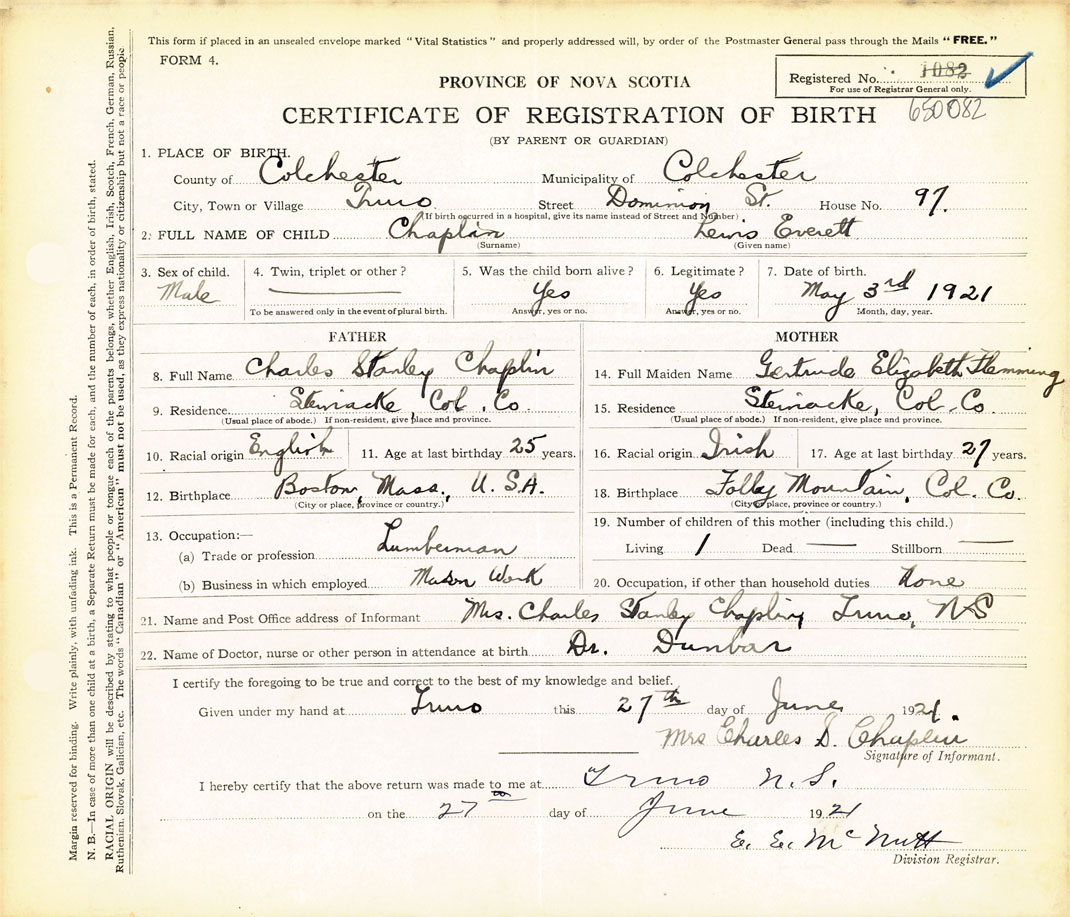 This form if placed in an unsealed envelope marked "Vital Statistics" and properly addressed will, by order of the Postmaster General pass through the Mails "FREE."
FORM 4.
Registered No. 1082
For use of Registrar General only.
650082
PROVINCE OF NOVA SCOTIA
CERTIFICATE OF REGISTRATION OF BIRTH
(BY PARENT OR GUARDIAN)
1. PLACE OF BIRTH.
County of Colchester Municipality of Colchester
City, Town or Village Truro Street Dominion St. House No. 97.
(If birth occurred in a hospital, give its name instead of Street and Number)
2. FULL NAME OF CHILD Chaplin Lewis Everett
(Surname) (Given name)
3. Sex of child. 4. Twin, triplet or other? 5. Was the child born alive? 6. Legitimate? 7. Date of birth.
Male Yes Yes May 3rd 1921
To be answered only in the event of plural birth. Answer, yes or no. Answer, yes or no. Month, day, year.
FATHER
8. Full Name Charles Stanley Chaplin
9. Residence Steinacke, Col. Co.
(Usual place of abode.) If non-resident, give place and province.
10. Racial origin English 11. Age at last birthday 25 years.
12. Birthplace Boston, Mass., U.S.A.
(City or place, province or country.)
13. Occupation:—
(a) Trade or profession Lumberman
(b) Business in which employed Mason Work
MOTHER
14. Full Maiden Name Gertrude Elizabeth Flemming
15. Residence Steinacke, Col. Co.
(Usual place of abode.) If non-resident, give place and province.
16. Racial origin Irish 17. Age at last birthday 27 years.
18. Birthplace Folly Mountain, Col. Co.
(City or place, province or country.)
19. Number of children of this mother (including this child.)
Living 1 Dead — Stillborn —
20. Occupation, if other than household duties None
21. Name and Post Office address of Informant Mrs. Charles Stanley Chaplin, Truro, NS
22. Name of Doctor, nurse or other person in attendance at birth Dr. Dunbar
I certify the foregoing to be true and correct to the best of my knowledge and belief.
Given under my hand at Truro this 27th day of June 1921.
Mrs Charles S. Chaplin
Signature of Informant.
I hereby certify that the above return was made to me at Truro N.S.
on the 27th day of June 1921
E. E. McNutt
Division Registrar.
Margin reserved for binding. Write plainly, with unfading ink. This is a Permanent Record.
N. B.—In case of more than one child at a birth, a Separate Return must be made for each, and the number of each, in order of birth, stated.
RACIAL ORIGIN will be described by stating to what people or tongue each of the parents belongs, whether English, Irish, Scotch, French, German, Russian,
Ruthenian, Slovak, Galician, etc. The words "Canadian" or "American" must not be used, as they express nationality or citizenship but not a race or people